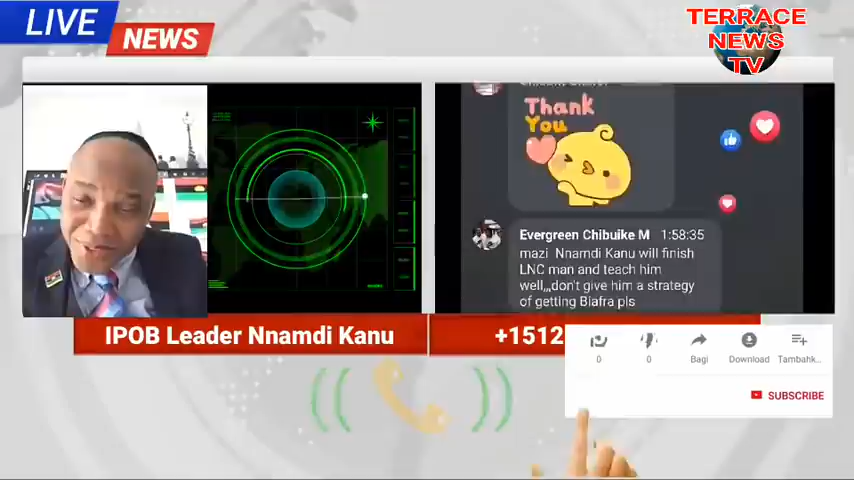 LIVE
NEWS
TERRACE
NEWS
TV
Thank
You
Evergreen Chibuike M 1:58:35
mazi Nnamdi Kanu will finish
LNC man and teach him
well,,,don't give him a strategy
of getting Biafra pls
IPOB Leader Nnamdi Kanu
+1512
0
0
Bagi
Download
Tambahk...
SUBSCRIBE